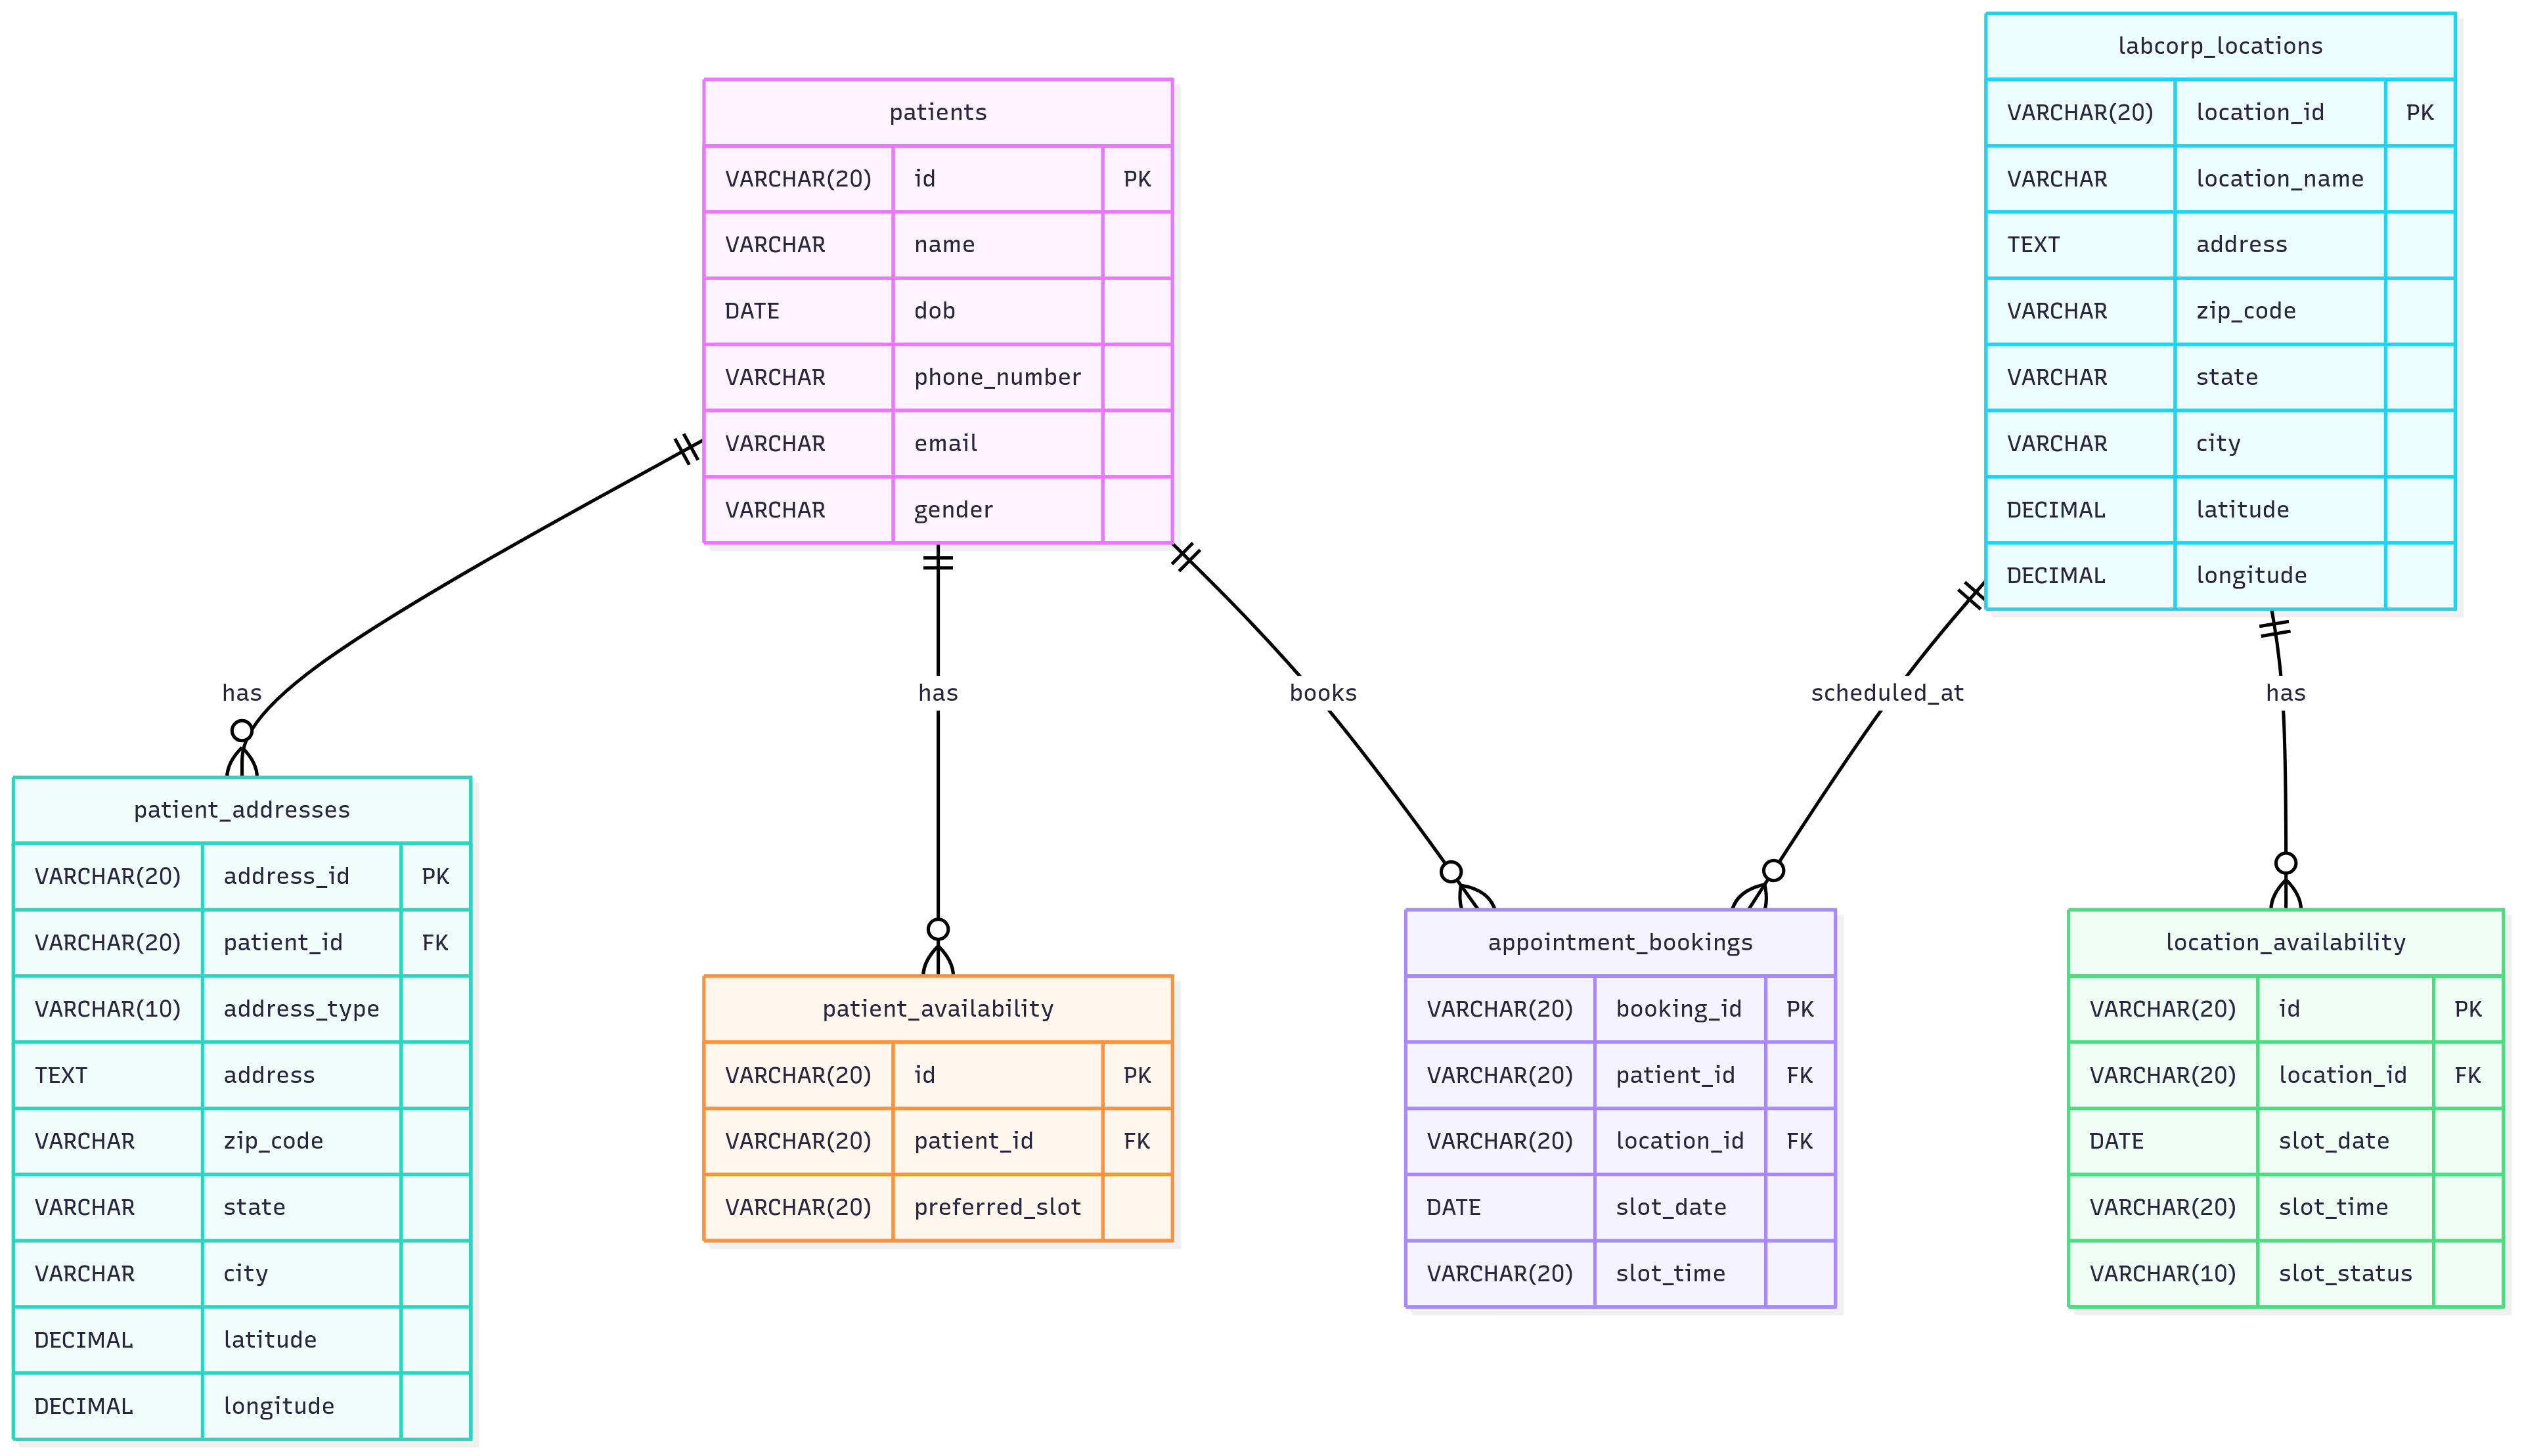 labcorp_locations
VARCHAR(20) location_id PK
VARCHAR location_name
TEXT address
VARCHAR zip_code
VARCHAR state
VARCHAR city
DECIMAL latitude
DECIMAL longitude
patients
VARCHAR(20) id PK
VARCHAR name
DATE dob
VARCHAR phone_number
VARCHAR email
VARCHAR gender
has
has
books
scheduled_at
has
patient_addresses
VARCHAR(20) address_id PK
VARCHAR(20) patient_id FK
VARCHAR(10) address_type
TEXT address
VARCHAR zip_code
VARCHAR state
VARCHAR city
DECIMAL latitude
DECIMAL longitude
patient_availability
VARCHAR(20) id PK
VARCHAR(20) patient_id FK
VARCHAR(20) preferred_slot
appointment_bookings
VARCHAR(20) booking_id PK
VARCHAR(20) patient_id FK
VARCHAR(20) location_id FK
DATE slot_date
VARCHAR(20) slot_time
location_availability
VARCHAR(20) id PK
VARCHAR(20) location_id FK
DATE slot_date
VARCHAR(20) slot_time
VARCHAR(10) slot_status